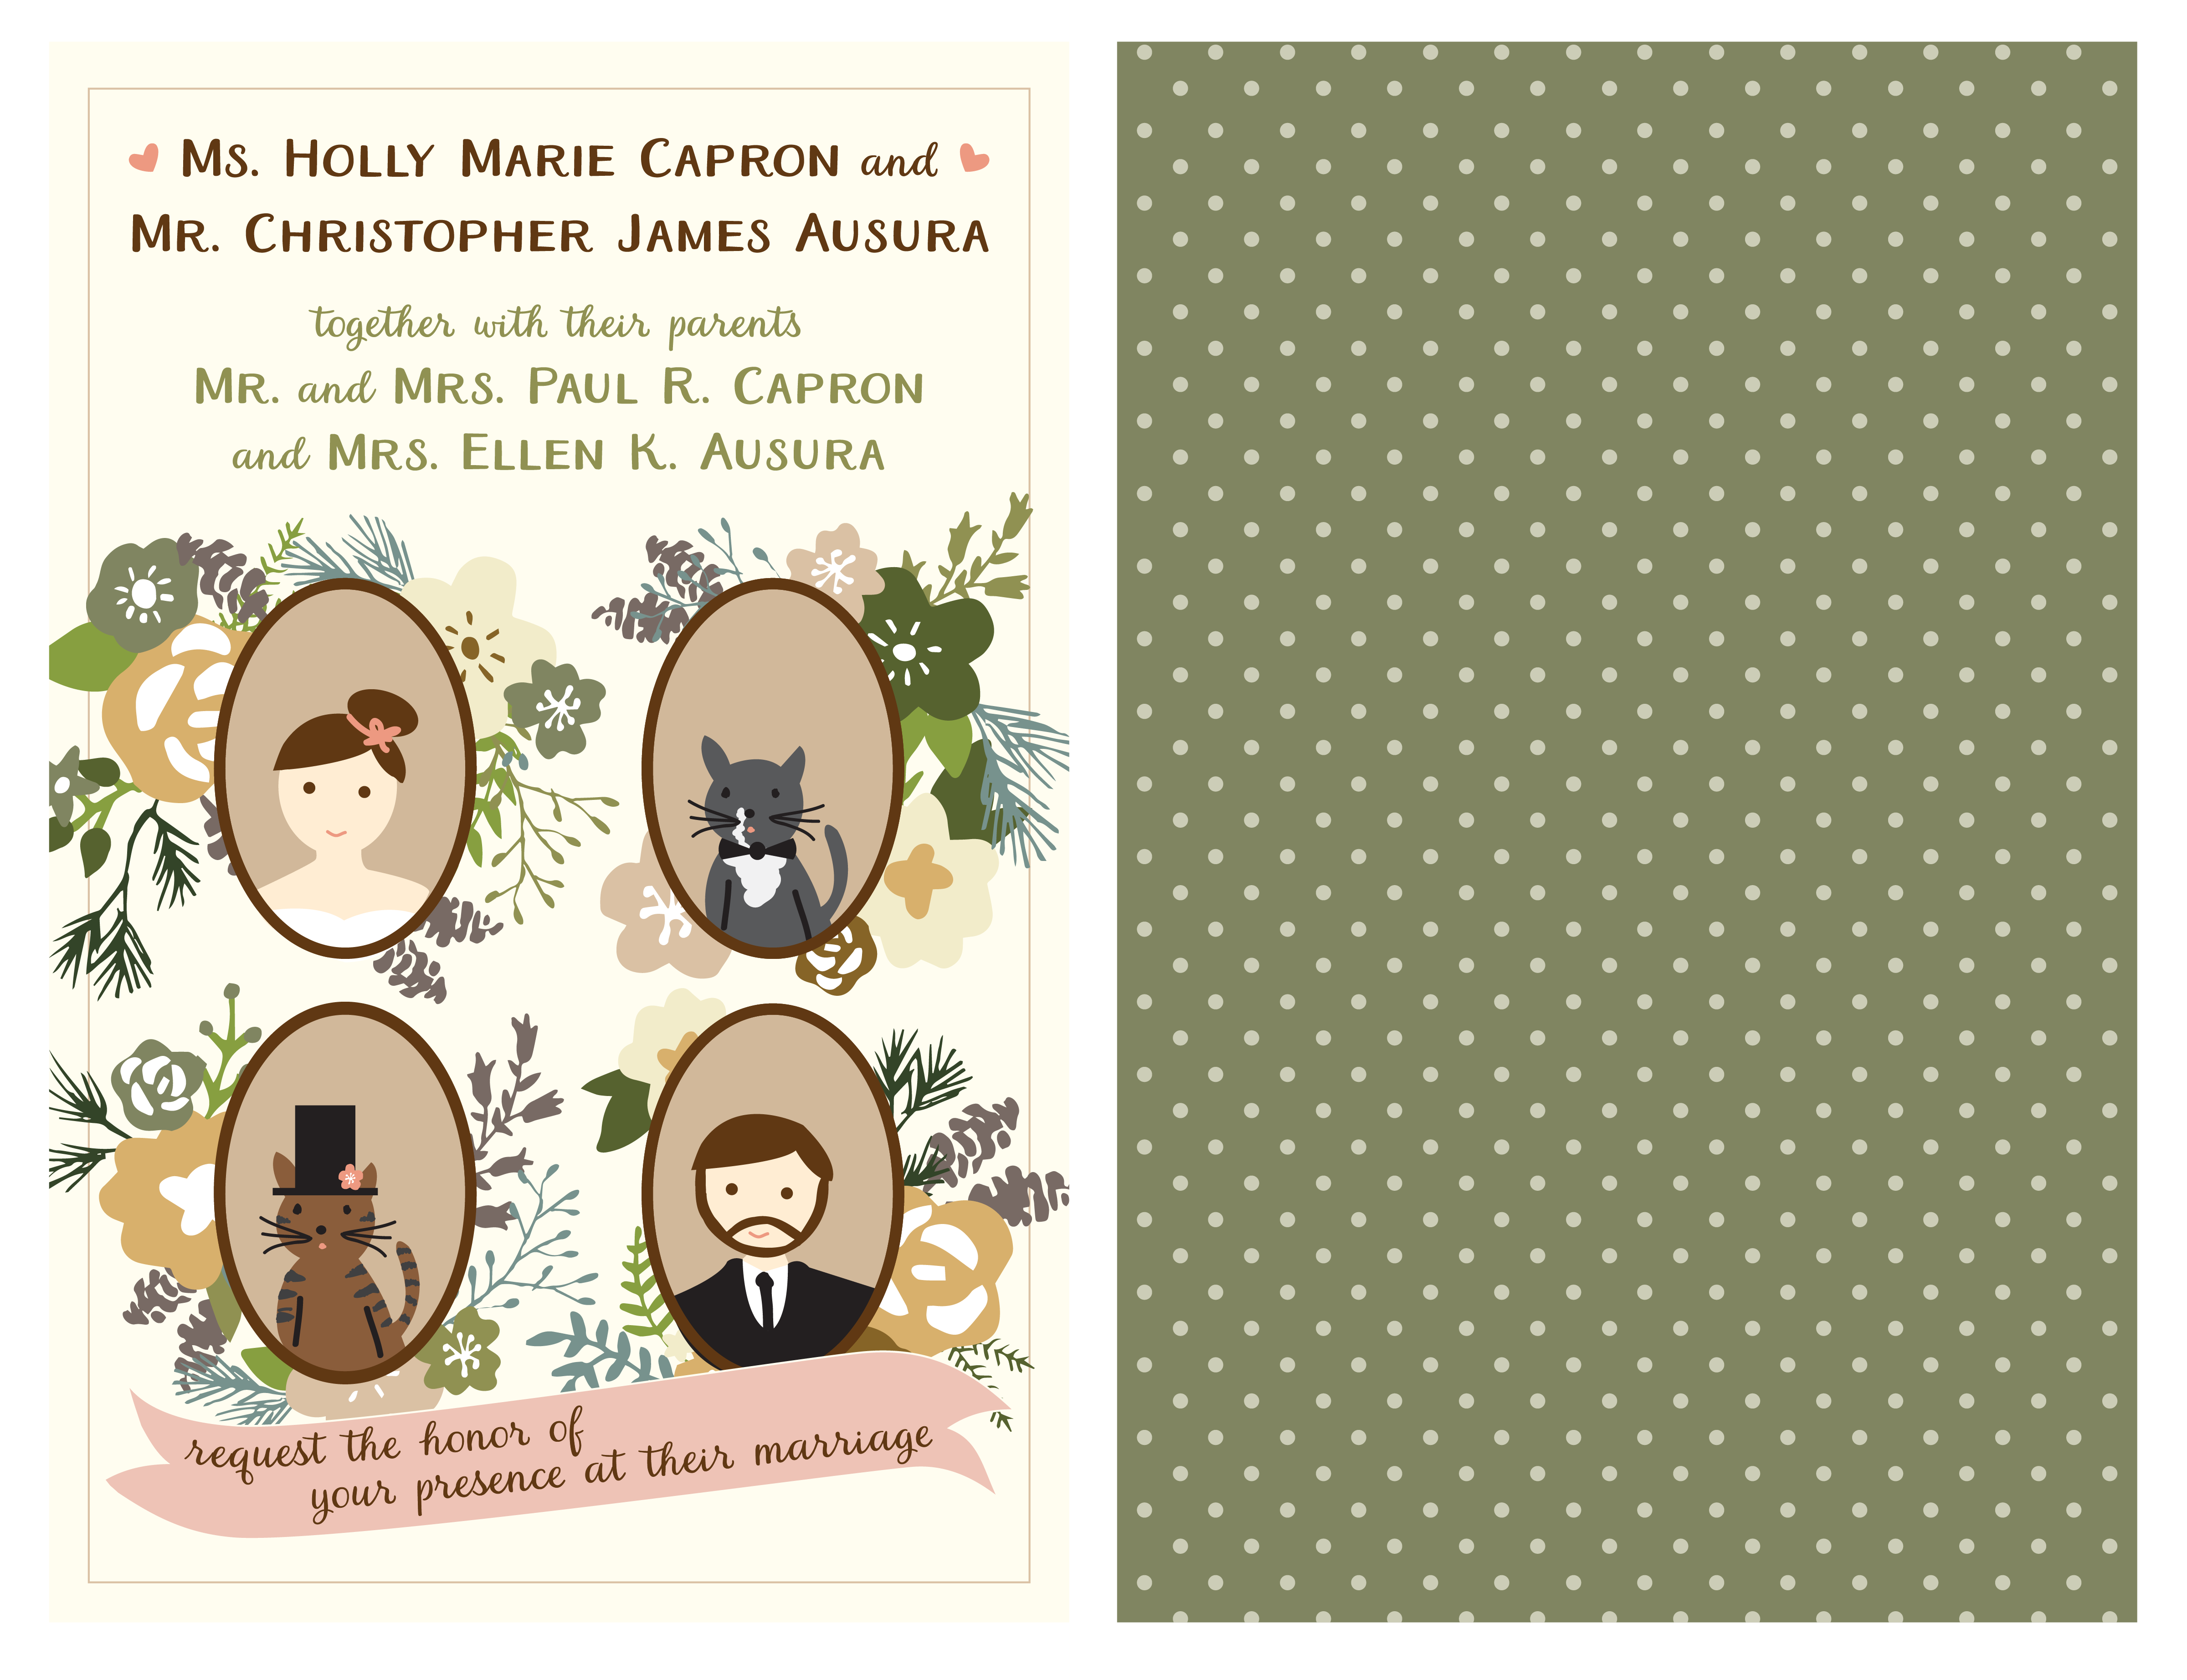 Ms. Holly Marie Capron and
Mr. Christopher James Ausura
together with their parents
Mr. and Mrs. Paul R. Capron
and Mrs. Ellen K. Ausura
request the honor of
your presence at their marriage